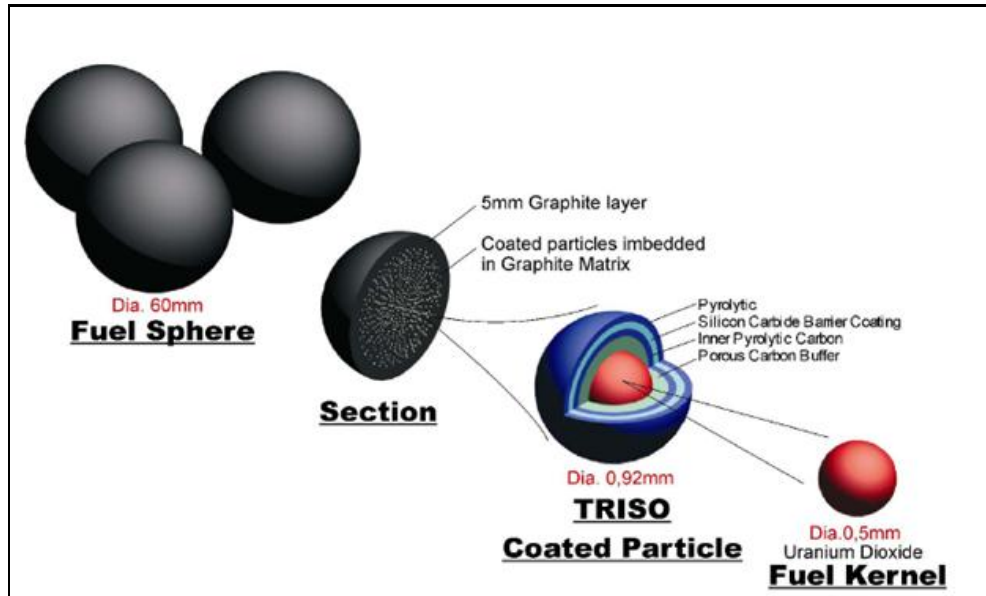 Dia. 60mm
Fuel Sphere
5mm Graphite layer
Coated particles imbedded
in Graphite Matrix
Section
Pyrolytic
Silicon Carbide Barrier Coating
Inner Pyrolytic Carbon
Porous Carbon Buffer
Dia. 0,92mm
TRISO
Coated Particle
Dia.0,5mm
Uranium Dioxide
Fuel Kernel